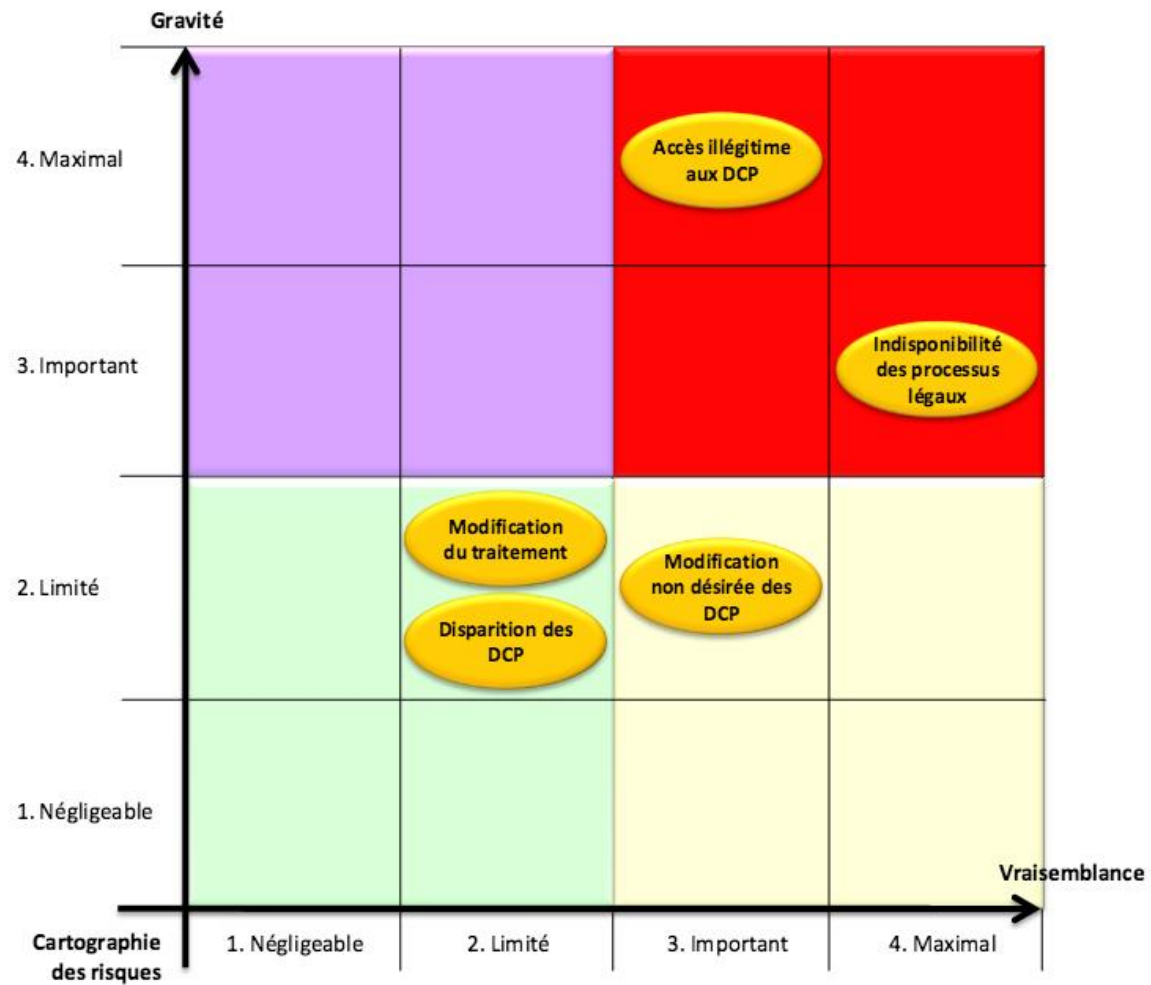 Gravité
4. Maximal
Accès illégitime
aux DCP
3. Important
Indisponibilité
des processus
légaux
2. Limité
Modification
du traitement
Disparition des
DCP
Modification
non désirée des
DCP
1. Négligeable
Vraisemblance
Cartographie
des risques
1. Négligeable
2. Limité
3. Important
4. Maximal